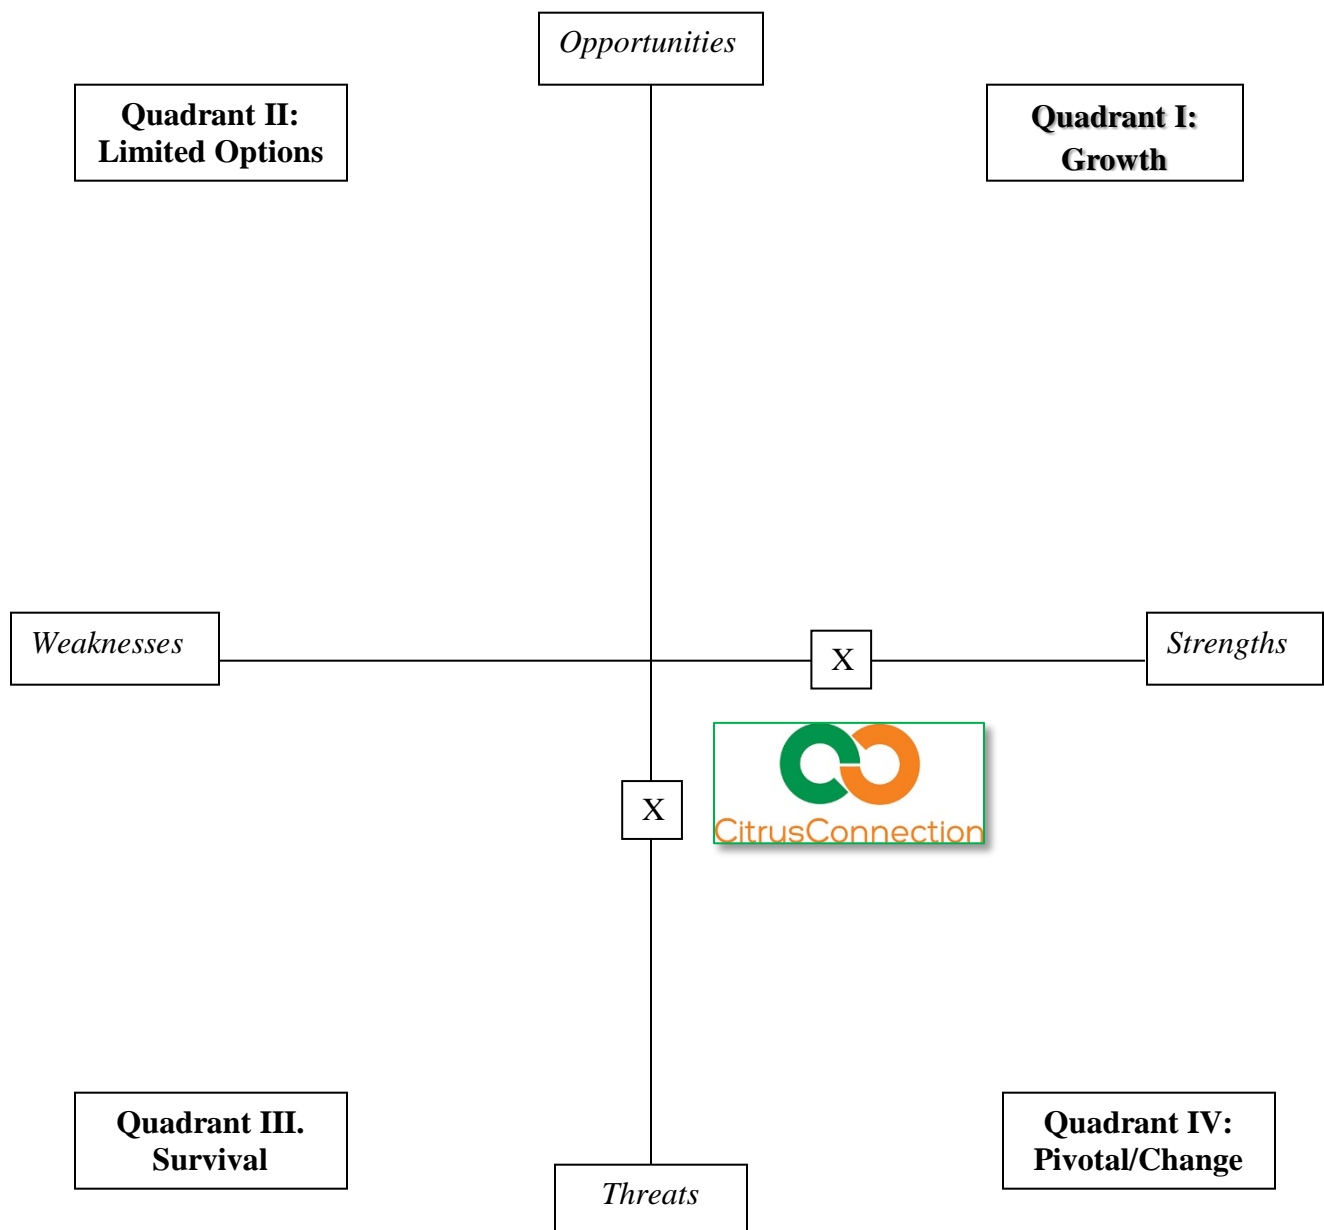 Opportunities
Quadrant II:
Limited Options
Quadrant I:
Growth
Weaknesses
X
Strengths
X
CitrusConnection
Quadrant III.
Survival
Quadrant IV:
Pivotal/Change
Threats